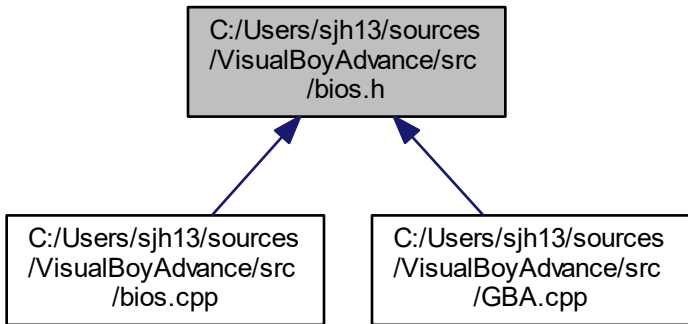 C:/Users/sjh13/sources
/VisualBoyAdvance/src
/bios.h
C:/Users/sjh13/sources
/VisualBoyAdvance/src
/bios.cpp
C:/Users/sjh13/sources
/VisualBoyAdvance/src
/GBA.cpp